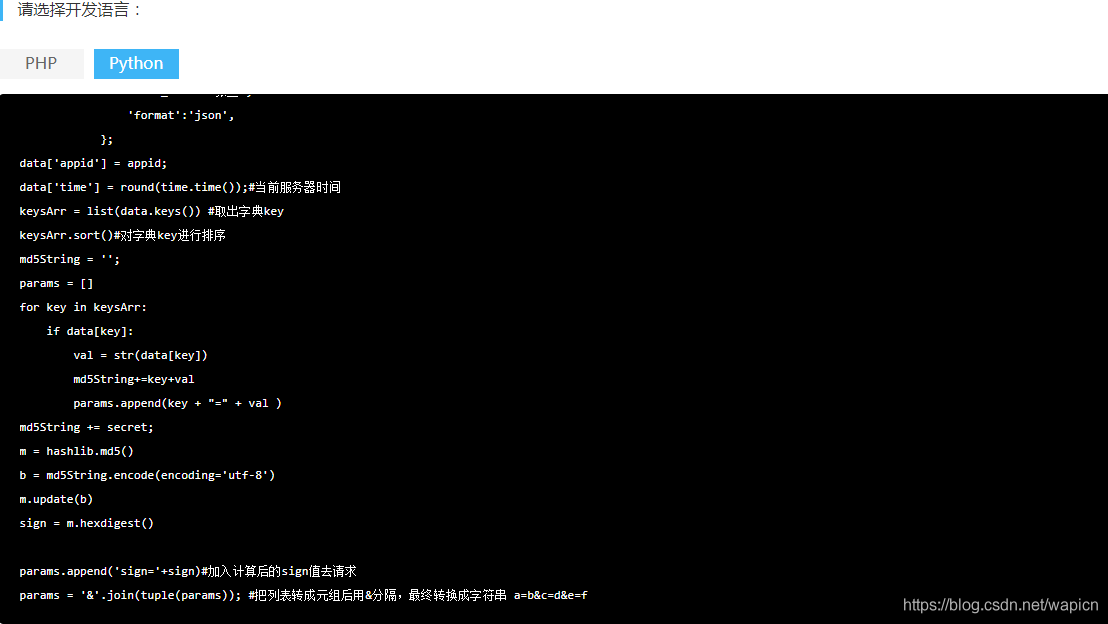 请选择开发语言：
PHP
Python
'format':'json',
};
data['appid'] = appid;
data['time'] = round(time.time());#当前服务器时间
keysArr = list(data.keys()) #取出字典key
keysArr.sort()#对字典key进行排序
md5String = '';
params = []
for key in keysArr:
if data[key]:
val = str(data[key])
md5String+=key+val
params.append(key + "=" + val )
md5String += secret;
m = hashlib.md5()
b = md5String.encode(encoding='utf-8')
m.update(b)
sign = m.hexdigest()
params.append('sign='+sign)#加入计算后的sign值去请求
params = '&'.join(tuple(params)); #把列表转成元组后用&分隔，最终转换成字符串 a=b&c=d&e=f
https://blog.csdn.net/wapicn